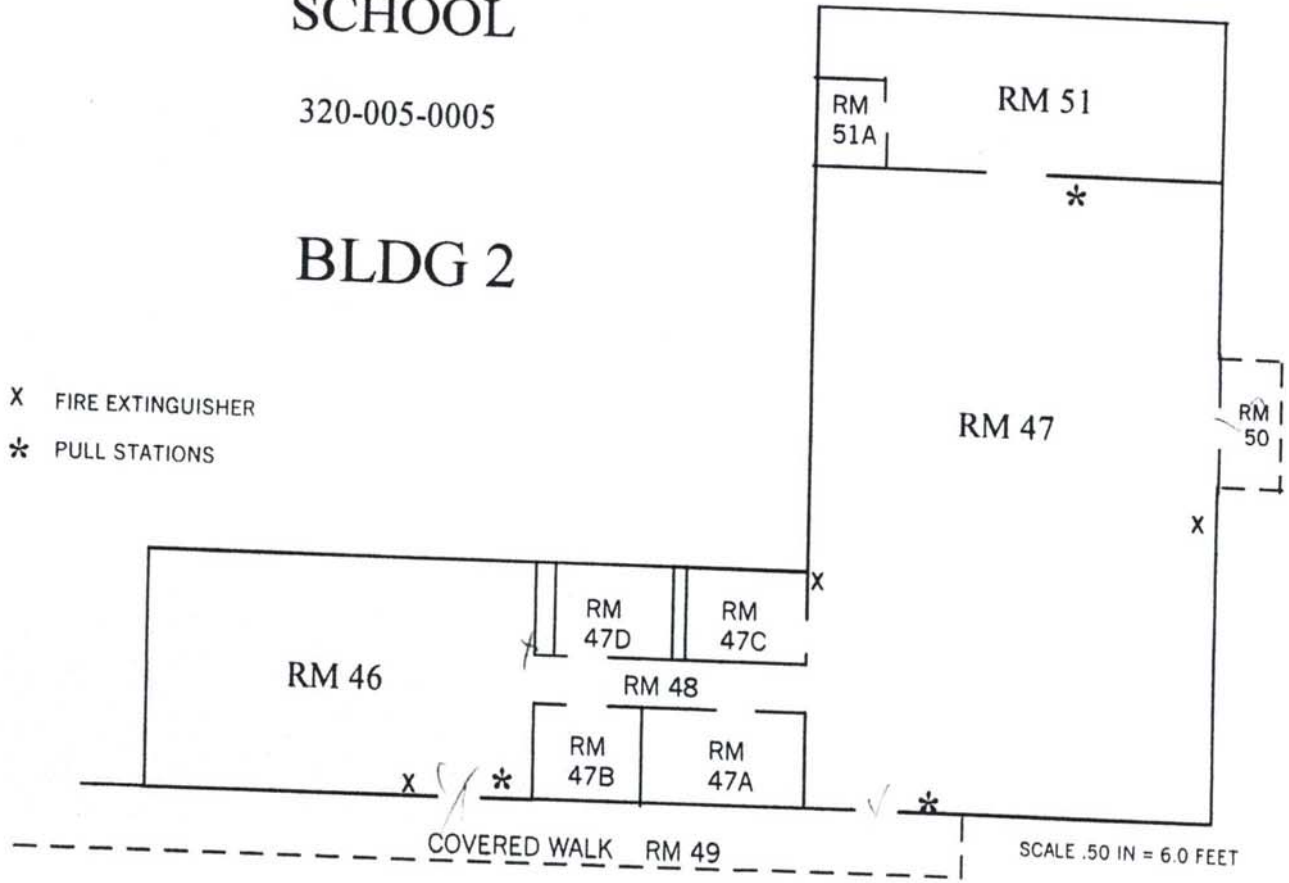 SCHOOL
320-005-0005
BLDG 2
X FIRE EXTINGUISHER
* PULL STATIONS
RM 51
RM
51A
*
RM 47
RM
50
X
X
RM
47D
RM
47C
RM 46
RM 48
RM
47B
RM
47A
X
*
*
COVERED WALK RM 49
SCALE .50 IN = 6.0 FEET